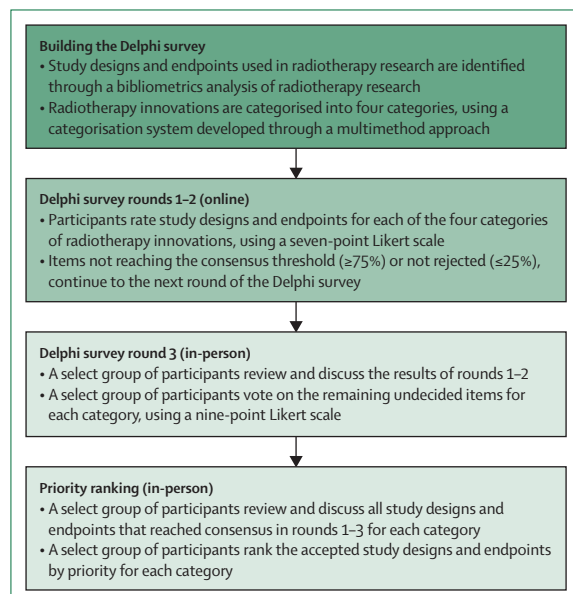 Building the Delphi survey
• Study designs and endpoints used in radiotherapy research are identified
through a bibliometrics analysis of radiotherapy research
• Radiotherapy innovations are categorised into four categories, using a
categorisation system developed through a multimethod approach
Delphi survey rounds 1–2 (online)
• Participants rate study designs and endpoints for each of the four categories
of radiotherapy innovations, using a seven-point Likert scale
• Items not reaching the consensus threshold (≥75%) or not rejected (≤25%),
continue to the next round of the Delphi survey
Delphi survey round 3 (in-person)
• A select group of participants review and discuss the results of rounds 1–2
• A select group of participants vote on the remaining undecided items for
each category, using a nine-point Likert scale
Priority ranking (in-person)
• A select group of participants review and discuss all study designs and
endpoints that reached consensus in rounds 1–3 for each category
• A select group of participants rank the accepted study designs and endpoints
by priority for each category